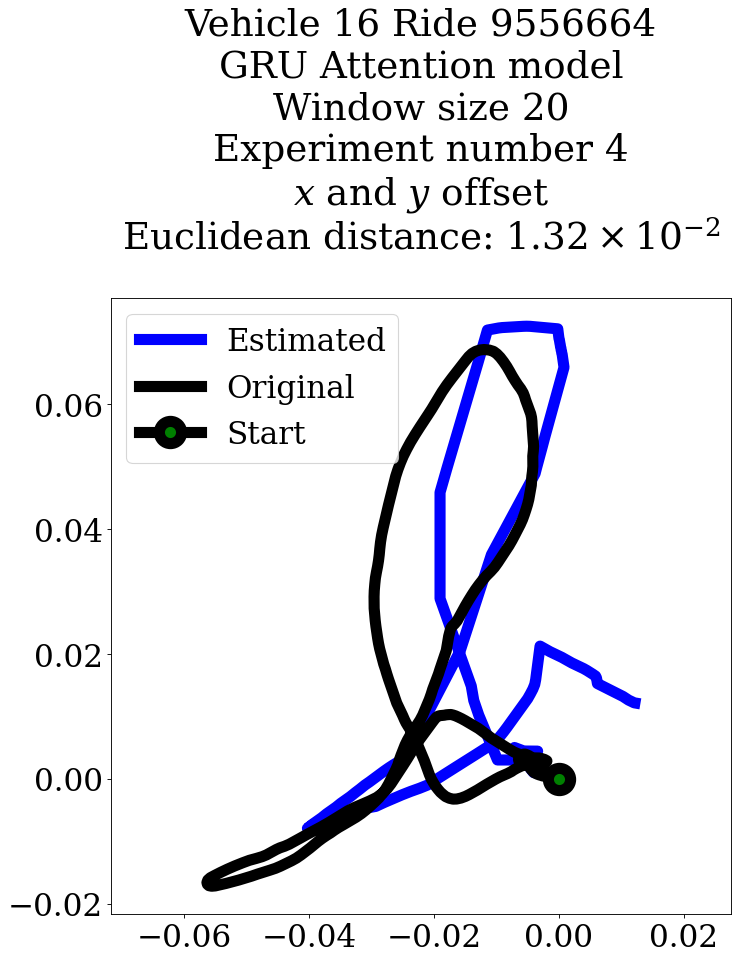 Vehicle 16 Ride 9556664
GRU Attention model
Window size 20
Experiment number 4
x and y offset
Euclidean distance: 1.32 × 10⁻²
Estimated
Original
Start
0.06
0.04
0.02
0.00
−0.02
−0.06 −0.04 −0.02 0.00 0.02